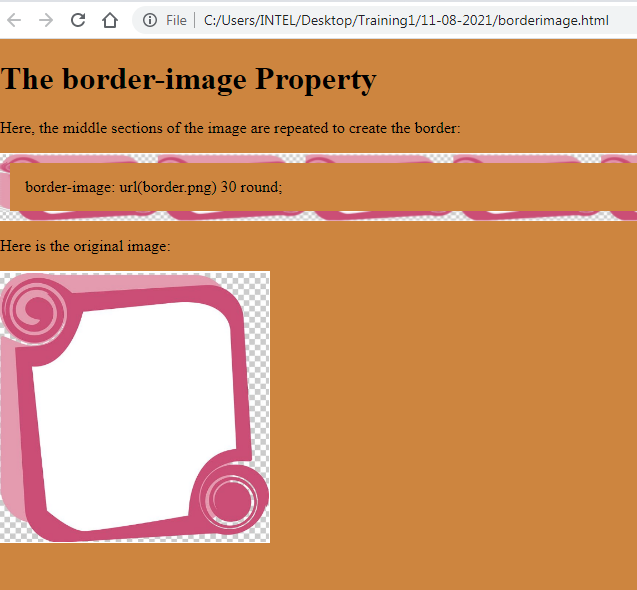 File | C:/Users/INTEL/Desktop/Training1/11-08-2021/borderimage.html
The border-image Property
Here, the middle sections of the image are repeated to create the border:
border-image: url(border.png) 30 round;
Here is the original image: